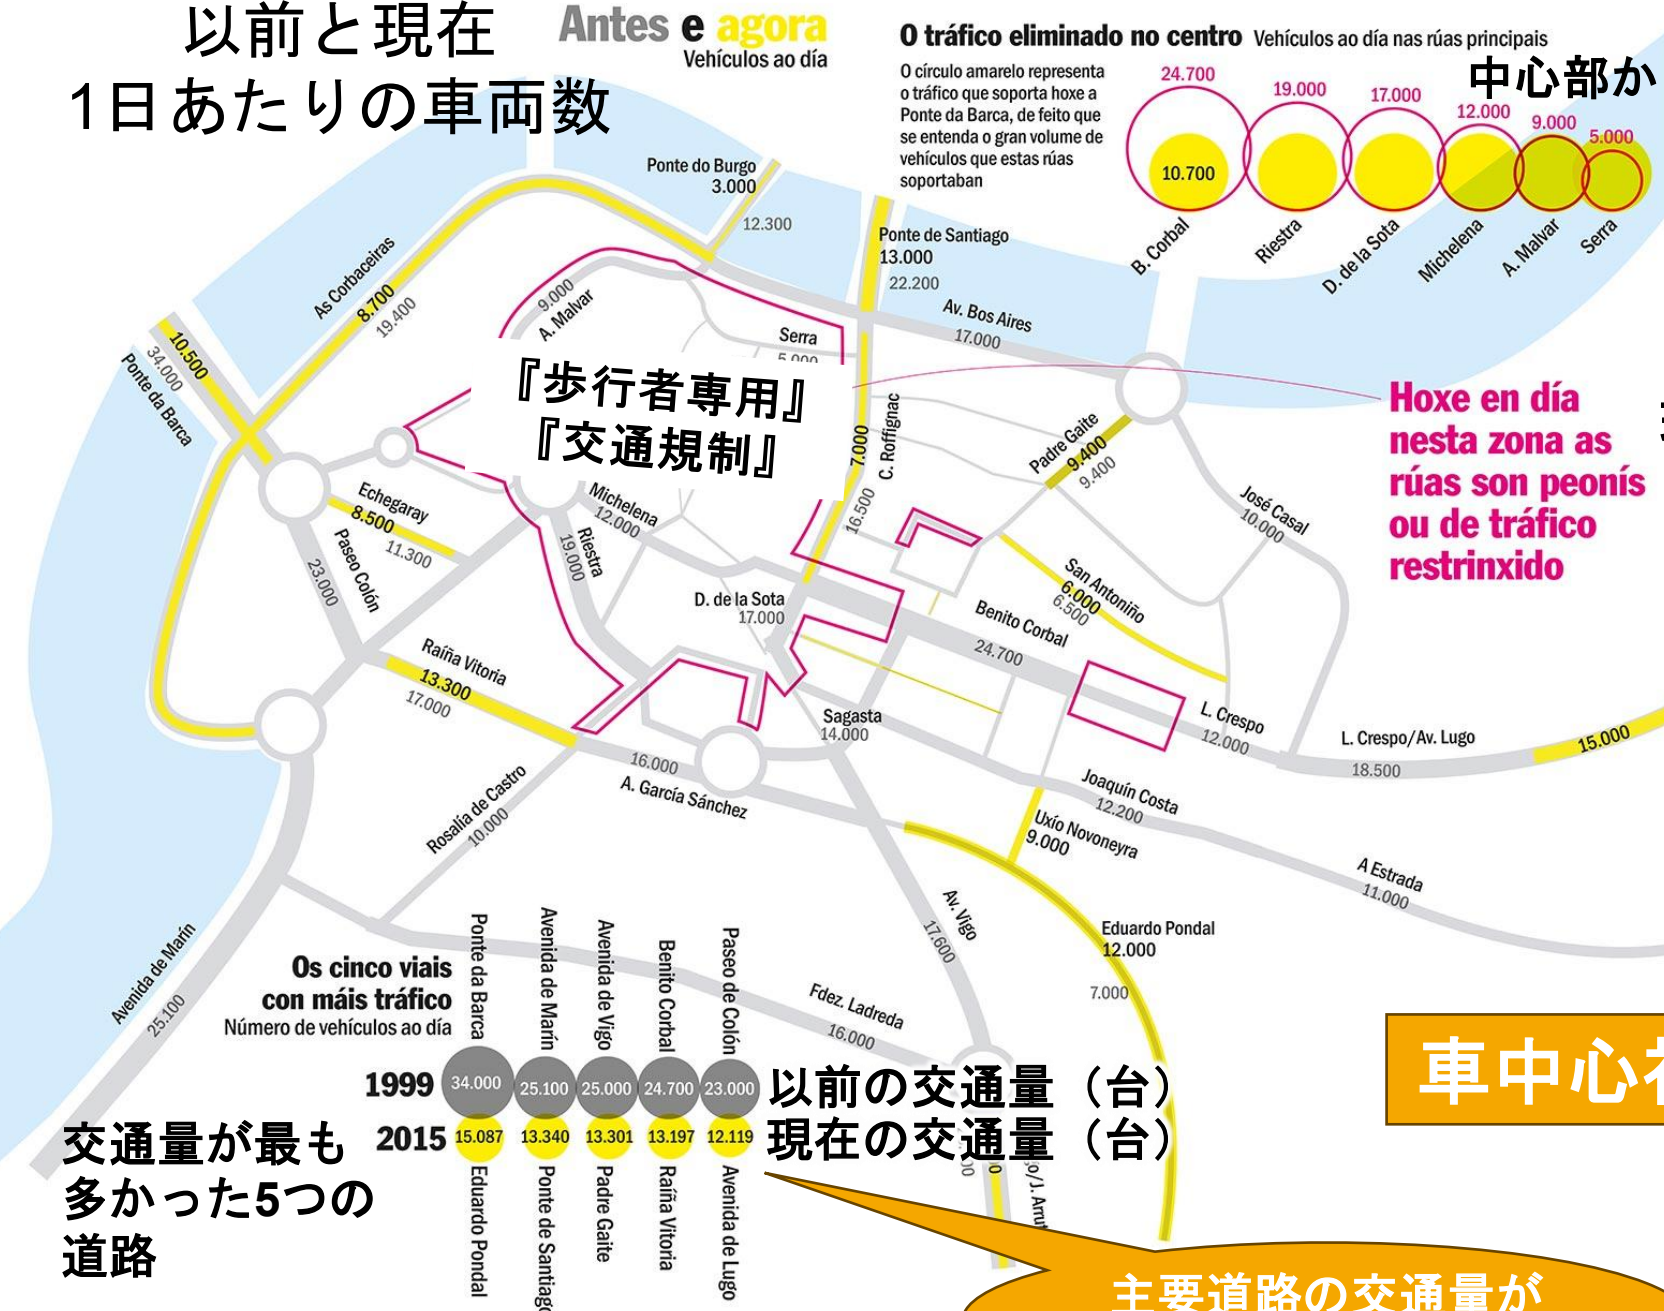 以前と現在
1日あたりの車両数
Antes e agora
Vehículos ao día
O tráfico eliminado no centro Vehículos ao día nas rúas principais
O círculo amarelo representa
o tráfico que soporta hoxe a
Ponte da Barca, de feito que
se entenda o gran volume de
vehículos que estas rúas
soportaban
中心部か
24.700
19.000
17.000
12.000
9.000
5.000
10.700
B. Corbal
Riestra
D. de la Sota
Michelena
A. Malvar
Serra
Ponte do Burgo
3.000
12.300
Ponte de Santiago
13.000
22.200
As Corbaceiras
8.700
19.400
Av. Bos Aires
17.000
9.000
A. Malvar
Serra
5.000
10.500
34.000
Ponte da Barca
『歩行者専用』
『交通規制』
7.000
C. Roffignac
16.500
Padre Gaite
9.400
9.400
Hoxe en día
nesta zona as
rúas son peonís
ou de tráfico
restrinxido
Echegaray
8.500
11.300
Michelena
12.000
Riestra
19.000
José Casal
10.000
Paseo Colón
23.000
San Antoniño
6.000
6.500
D. de la Sota
17.000
Benito Corbal
24.700
Raíña Vitoria
13.300
17.000
Sagasta
14.000
L. Crespo
12.000
L. Crespo/Av. Lugo
18.500
15.000
16.000
A. García Sánchez
Rosalía de Castro
10.000
Joaquín Costa
12.200
Uxío Novoneyra
9.000
A Estrada
11.000
Av. Vigo
17.600
Eduardo Pondal
12.000
7.000
Avenida de Marín
25.100
Fdez. Ladreda
16.000
Os cinco viais
con máis tráfico
Número de vehículos ao día
Ponte da Barca
Avenida de Marín
Avenida de Vigo
Benito Corbal
Paseo de Colón
1999 34.000 25.100 25.000 24.700 23.000 以前の交通量（台）
2015 15.087 13.340 13.301 13.197 12.119 現在の交通量（台）
Eduardo Pondal
Ponte de Santiago
Padre Gaite
Raíña Vitoria
Avenida de Lugo
交通量が最も
多かった5つの
道路
車中心社
主要道路の交通量が